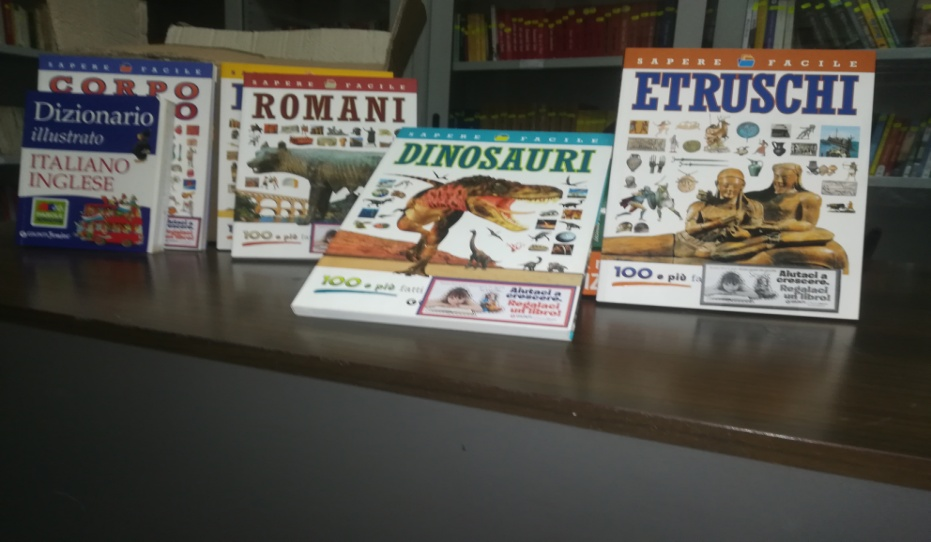 SAPERE FACILE
CORPO
O
Dizionario
illustrato
ITALIANO
INGLESE
SAPERE FACILE
ROMANI
100 e più
SAPERE FACILE
DINOSAURI
100 e più fatti
Aiutaci a
crescere.
Regalaci
un libro!
SAPERE FACILE
ETRUSCHI
100 e più fa
Aiutaci a
crescere.
Regalaci
un libro!